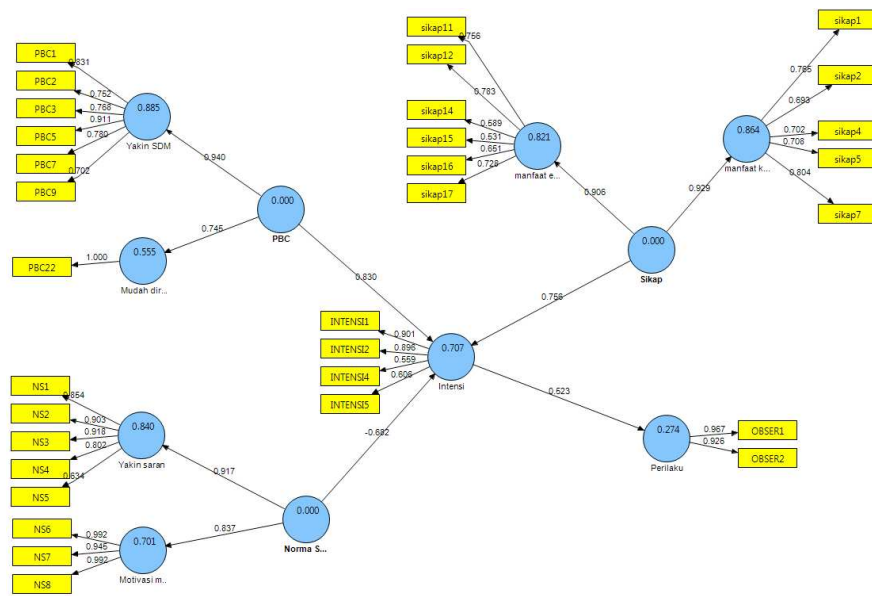 sikap1
sikap11
0.756
0.765
sikap12
PBC1
0.831
sikap2
PBC2
0.783
0.693
0.752
PBC3
0.768
0.885
sikap14
0.589
0.864
0.702
sikap4
PBC5
0.911
Yakin SDM
sikap15
0.531
0.821
manfaat k...
0.708
sikap5
PBC7
0.780
sikap16
0.651
manfaat e...
0.804
PBC9
0.702
0.940
sikap17
0.728
0.906
0.929
sikap7
0.000
PBC
0.745
0.000
Sikap
PBC22
1.000
0.555
Mudah dir...
0.830
0.756
INTENSI1
0.901
INTENSI2
0.896
0.707
INTENSI4
0.559
Intensi
INTENSI5
0.606
NS1
0.854
0.523
NS2
0.903
0.840
-0.682
0.274
0.967
OBSER1
NS3
0.918
Yakin saran
Perilaku
0.926
OBSER2
NS4
0.802
NS5
0.634
0.917
0.000
Norma S...
NS6
0.992
0.837
NS7
0.945
0.701
Motivasi m..
NS8
0.992